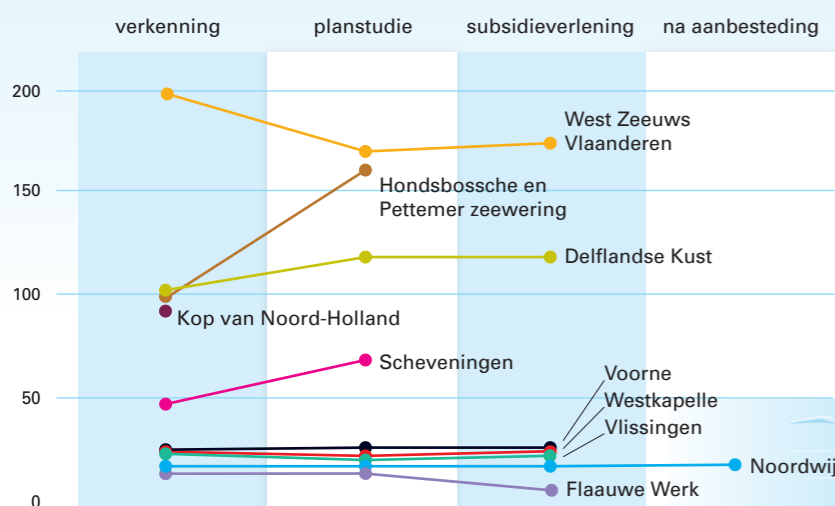 verkenning planstudie subsidieverlening na aanbesteding
200
West Zeeuws
Vlaanderen
150
Hondsbossche en
Pettemer zeewering
Delflandse Kust
100
Kop van Noord-Holland
Scheveningen
50
Voorne
Westkapelle
Vlissingen
Noordwij
Flaauwe Werk
0